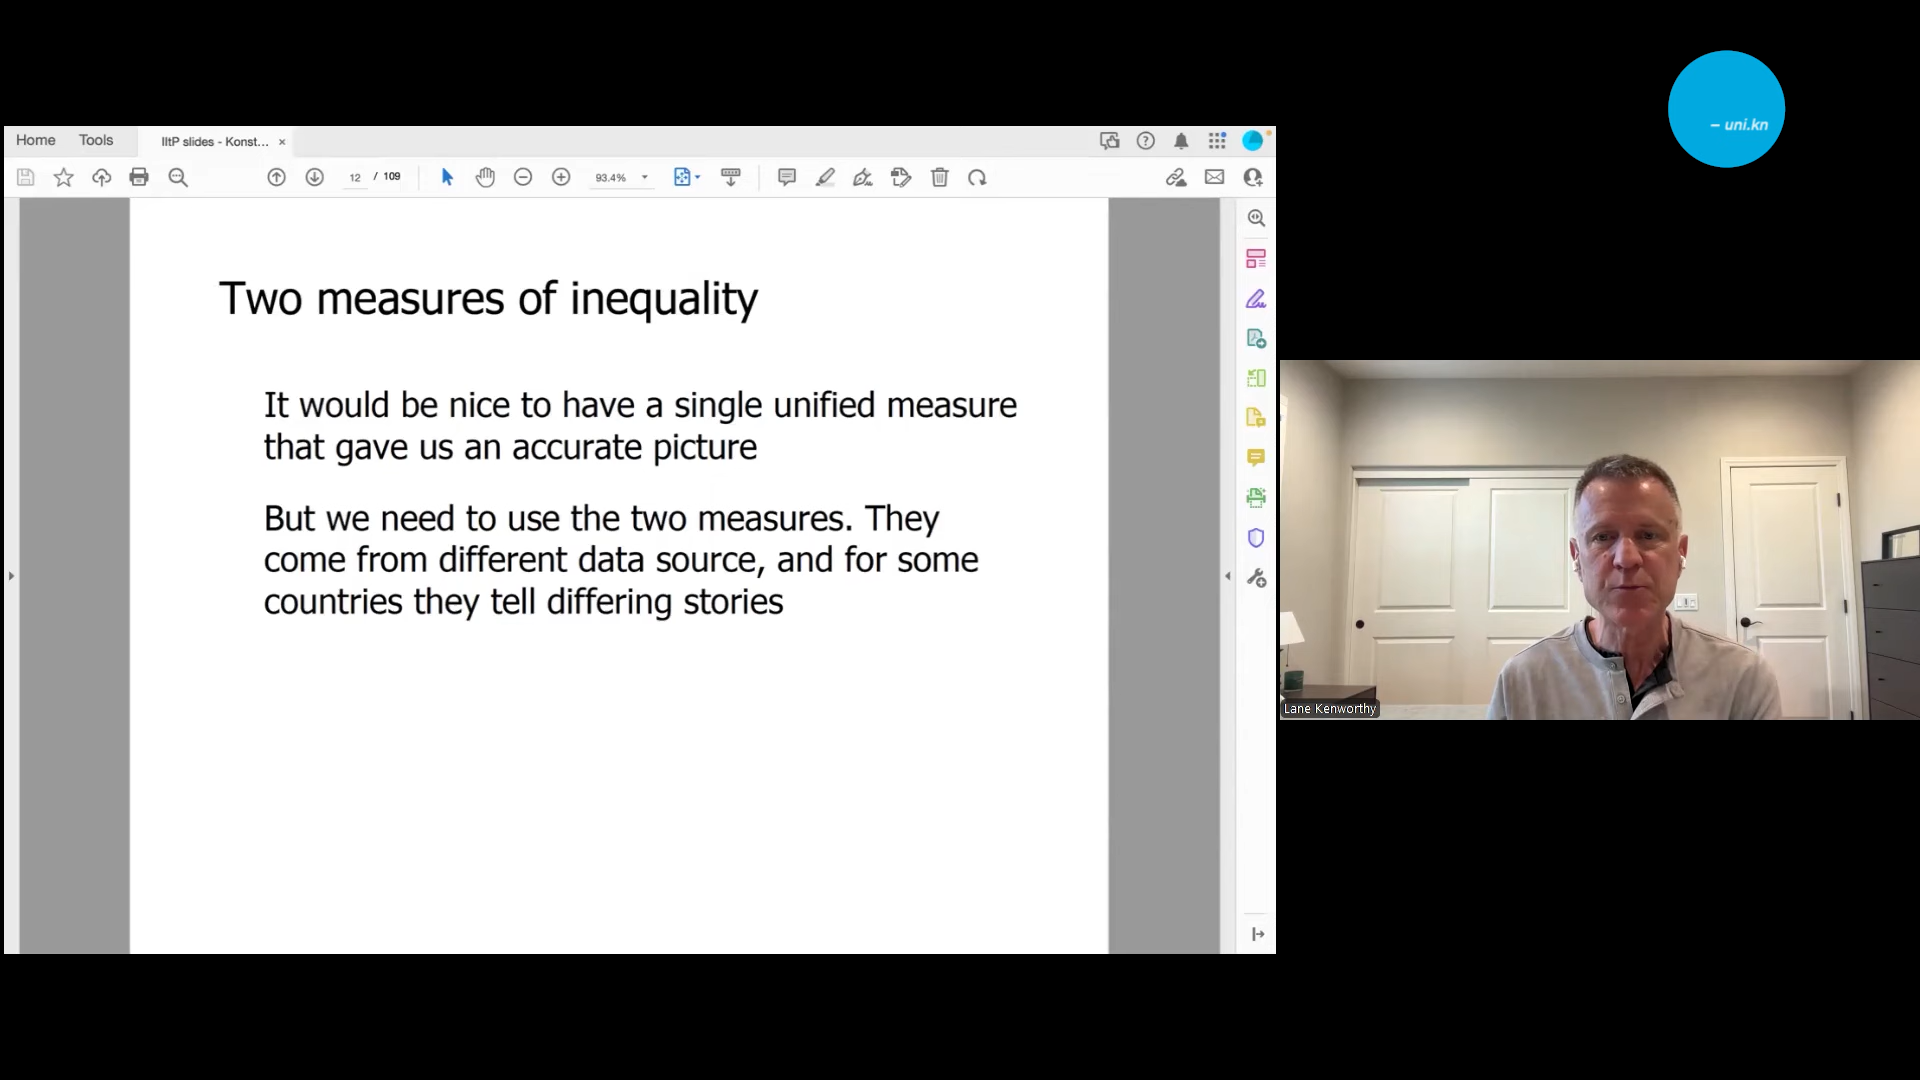 – uni.kn
Home Tools IItP slides - Konst... ×
12 / 109 93.4%
Two measures of inequality
It would be nice to have a single unified measure
that gave us an accurate picture
But we need to use the two measures. They
come from different data source, and for some
countries they tell differing stories
Lane Kenworthy